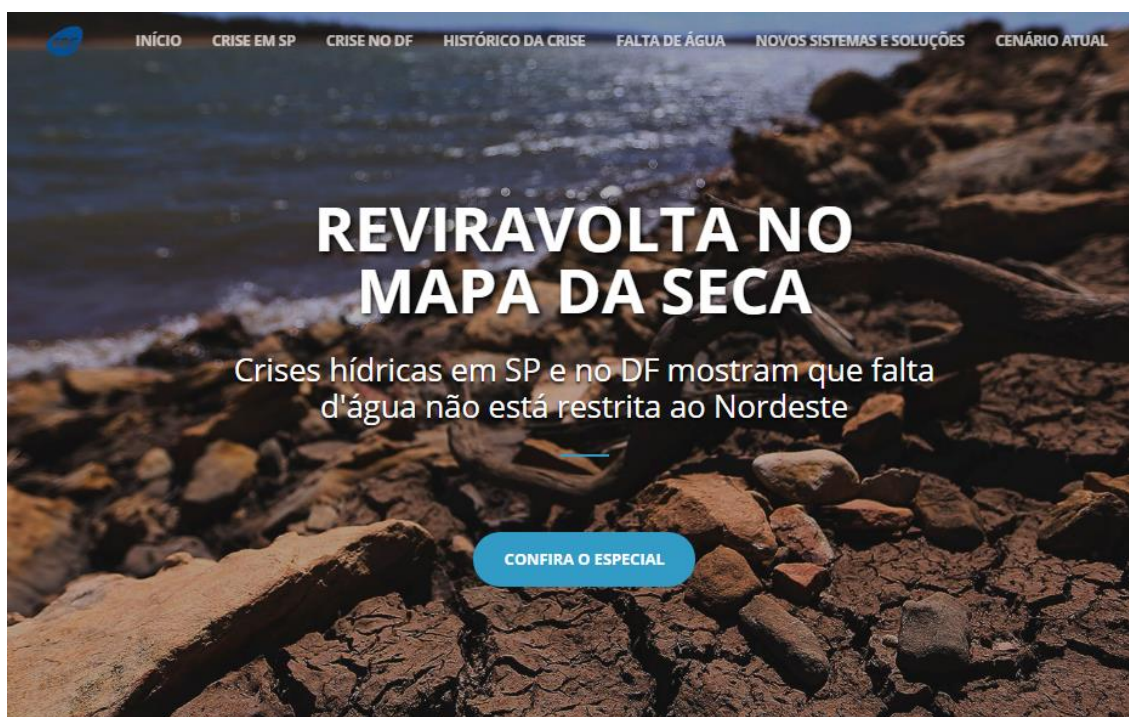 INÍCIO CRISE EM SP CRISE NO DF HISTÓRICO DA CRISE FALTA DE ÁGUA NOVOS SISTEMAS E SOLUÇÕES CENÁRIO ATUAL
REVIRAVOLTA NO
MAPA DA SECA
Crises hídricas em SP e no DF mostram que falta
d'água não está restrita ao Nordeste
CONFIRA O ESPECIAL